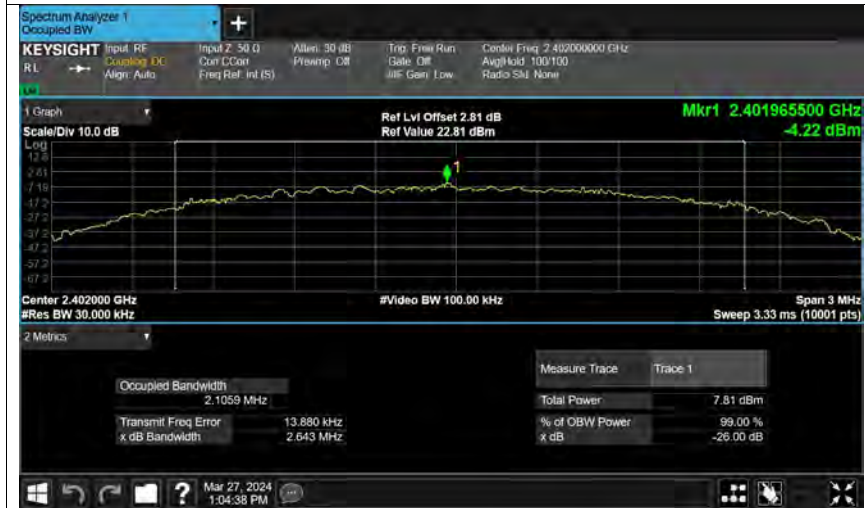 Spectrum Analyzer 1
Occupied BW
+
KEYSIGHT Input: RF Input Z: 50 Ω Atten: 30 dB Trig: Free Run Center Freq: 2.402000000 GHz
RL Coupling: DC Corr CCorr Preamp: Off Gate: Off Avg|Hold: 100/100
Align: Auto Freq Ref: Int (S) #IF Gain: Low Radio Std: None
1 Graph
Ref Lvl Offset 2.81 dB Mkr1 2.401965500 GHz
Scale/Div 10.0 dB Ref Value 22.81 dBm -4.22 dBm
Log
12.8
2.81
1
-7.19
-17.2
-27.2
-37.2
-47.2
-57.2
-67.2
Center 2.402000 GHz #Video BW 100.00 kHz Span 3 MHz
#Res BW 30.000 kHz Sweep 3.33 ms (10001 pts)
2 Metrics
Measure Trace Trace 1
Occupied Bandwidth
2.1059 MHz Total Power 7.81 dBm
Transmit Freq Error 13.880 kHz % of OBW Power 99.00 %
x dB Bandwidth 2.643 MHz x dB -26.00 dB
? Mar 27, 2024
1:04:38 PM